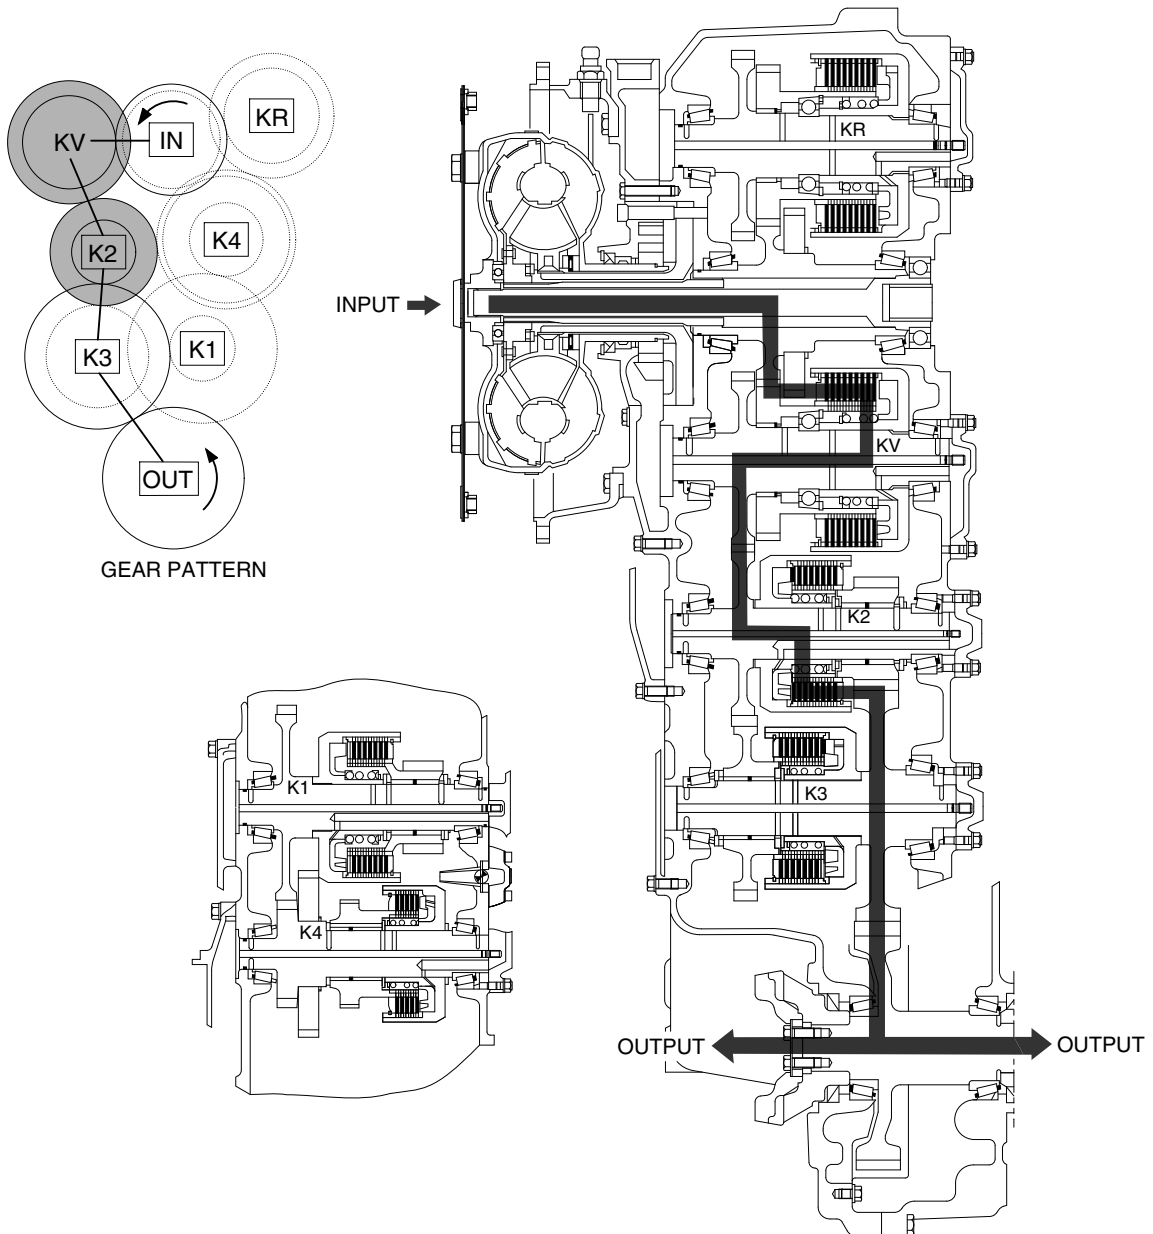 KR
KV
IN
K4
K2
K3
K1
OUT
GEAR PATTERN
KR
INPUT
KV
K2
K1
K3
K4
OUTPUT
OUTPUT